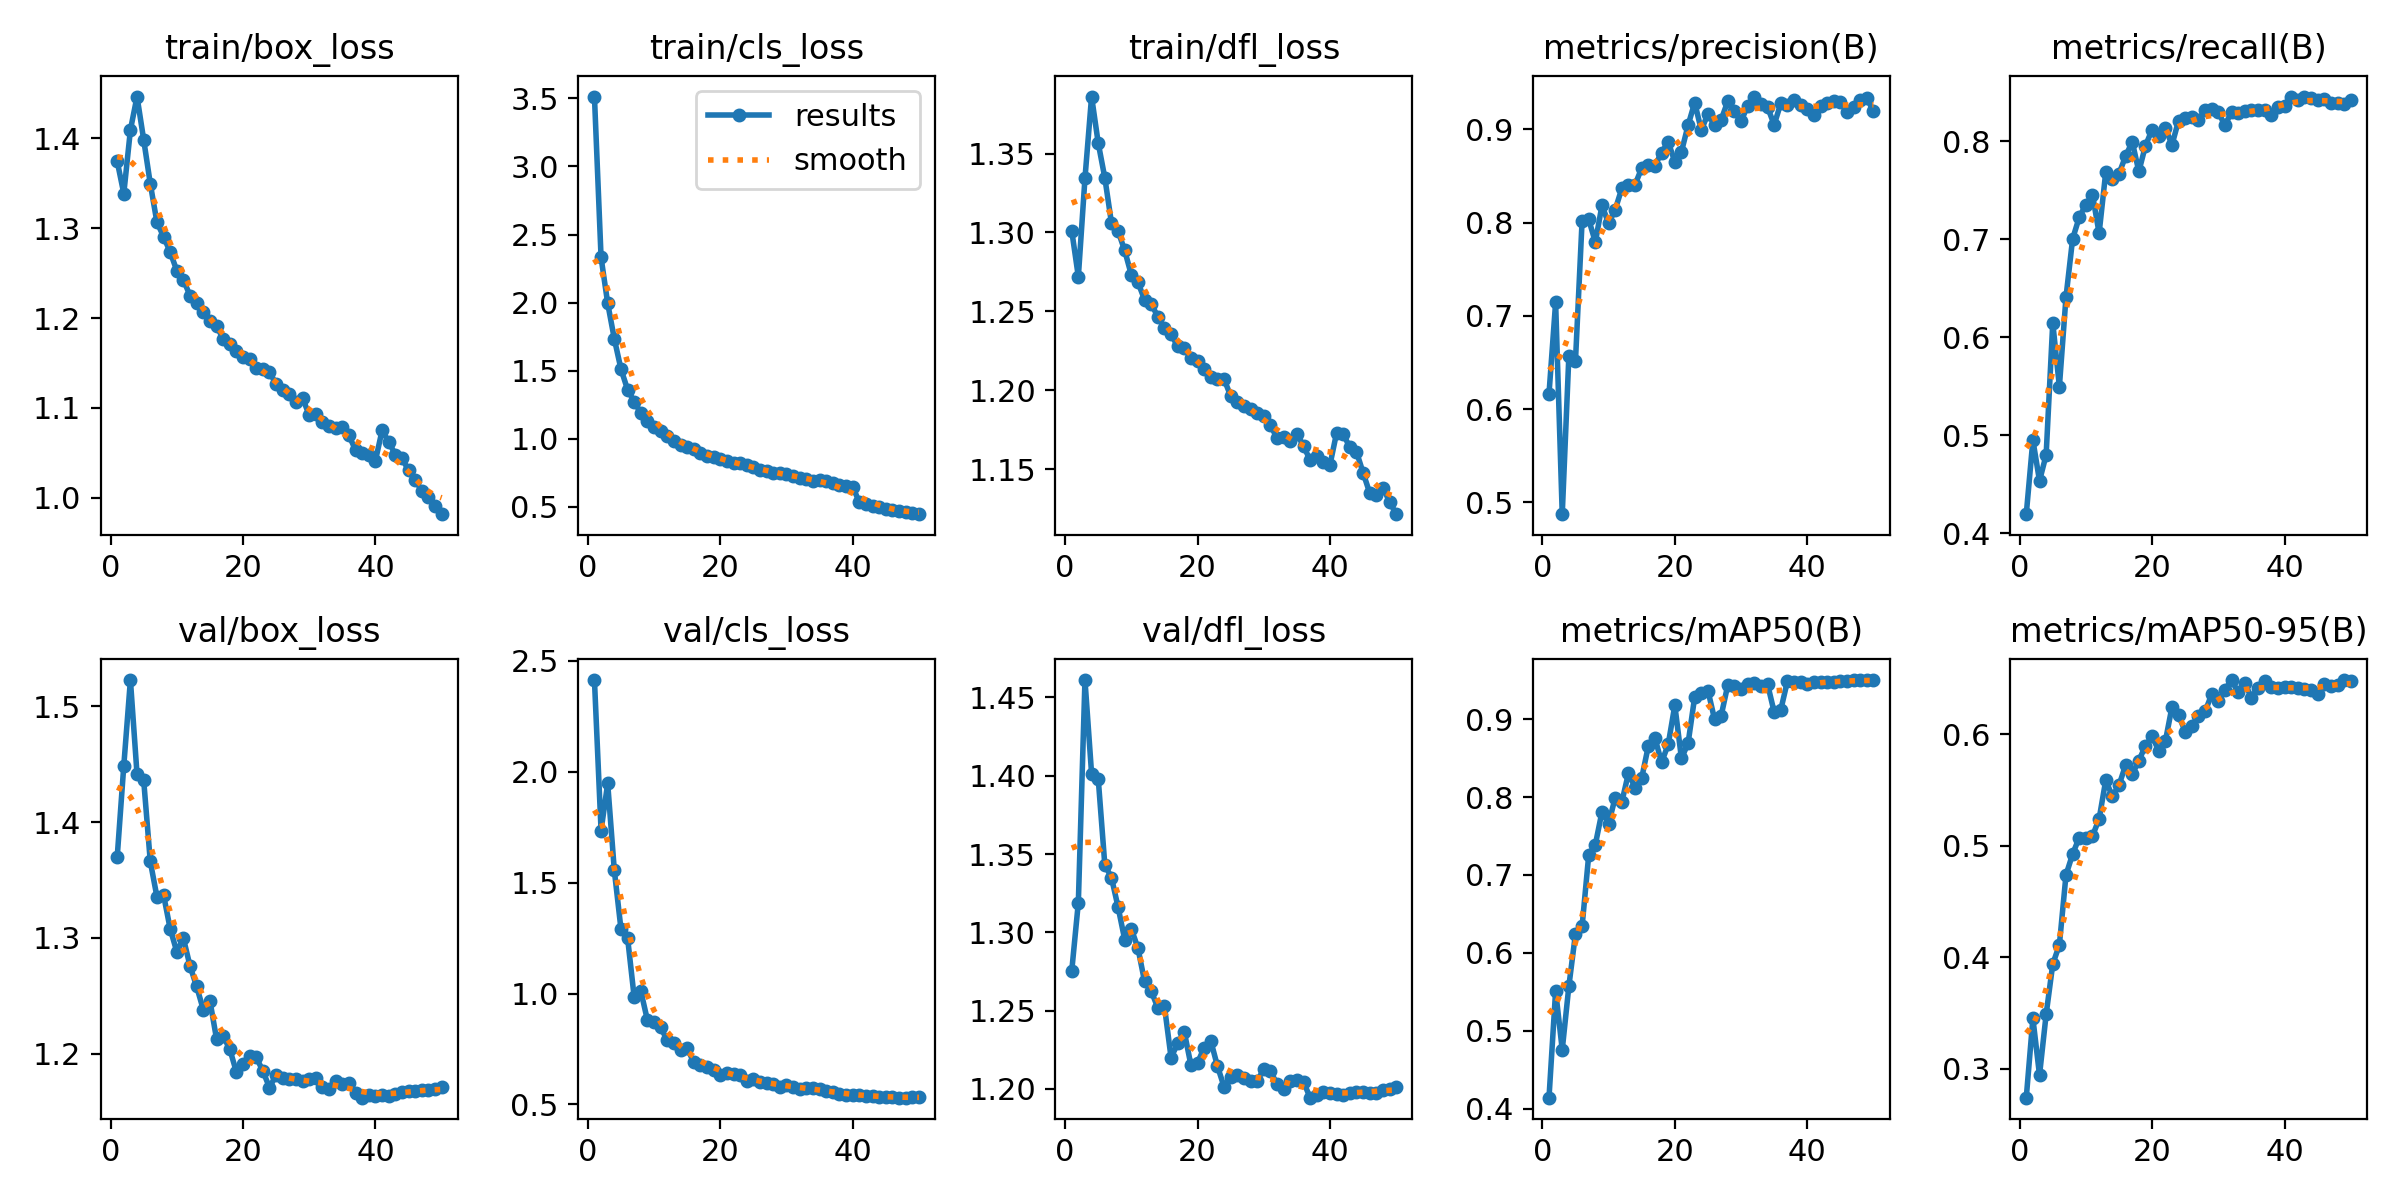 train/box_loss
1.4
1.3
1.2
1.1
1.0
0 20 40
train/cls_loss
results
smooth
3.5
3.0
2.5
2.0
1.5
1.0
0.5
0 20 40
train/dfl_loss
1.35
1.30
1.25
1.20
1.15
0 20 40
metrics/precision(B)
0.9
0.8
0.7
0.6
0.5
0 20 40
metrics/recall(B)
0.8
0.7
0.6
0.5
0.4
0 20 40
val/box_loss
1.5
1.4
1.3
1.2
0 20 40
val/cls_loss
2.5
2.0
1.5
1.0
0.5
0 20 40
val/dfl_loss
1.45
1.40
1.35
1.30
1.25
1.20
0 20 40
metrics/mAP50(B)
0.9
0.8
0.7
0.6
0.5
0.4
0 20 40
metrics/mAP50-95(B)
0.6
0.5
0.4
0.3
0 20 40